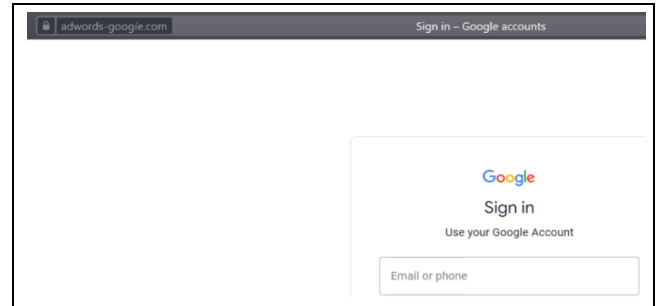 adwords-googie.com
Sign in – Google accounts
Google
Sign in
Use your Google Account
Email or phone